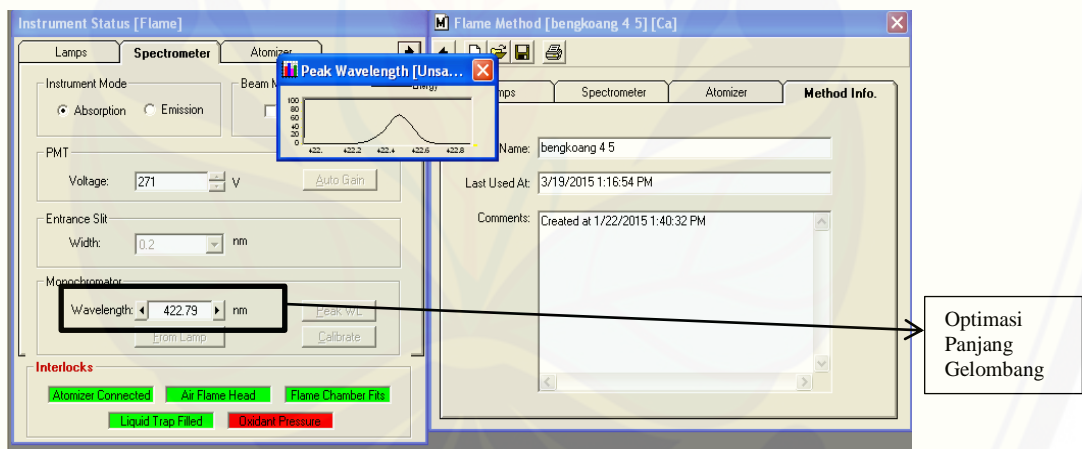 Instrument Status [Flame]
Lamps Spectrometer Atomizer
Instrument Mode
Absorption Emission
Beam M
PMT
Voltage: 271 V Auto Gain
Entrance Slit
Width: 0.2 nm
Monochromator
Wavelength: 422.79 nm Peak WL
From Lamp Calibrate
Interlocks
Atomizer Connected Air Flame Head Flame Chamber Fits
Liquid Trap Filled Oxidant Pressure
Peak Wavelength [Unsa...
100
80
60
40
20
0
422. 422.2 422.4 422.6 422.8
Flame Method [bengkoang 4 5] [Ca]
mps Spectrometer Atomizer Method Info.
Name: bengkoang 4 5
Last Used At: 3/19/2015 1:16:54 PM
Comments: Created at 1/22/2015 1:40:32 PM
Optimasi
Panjang
Gelombang